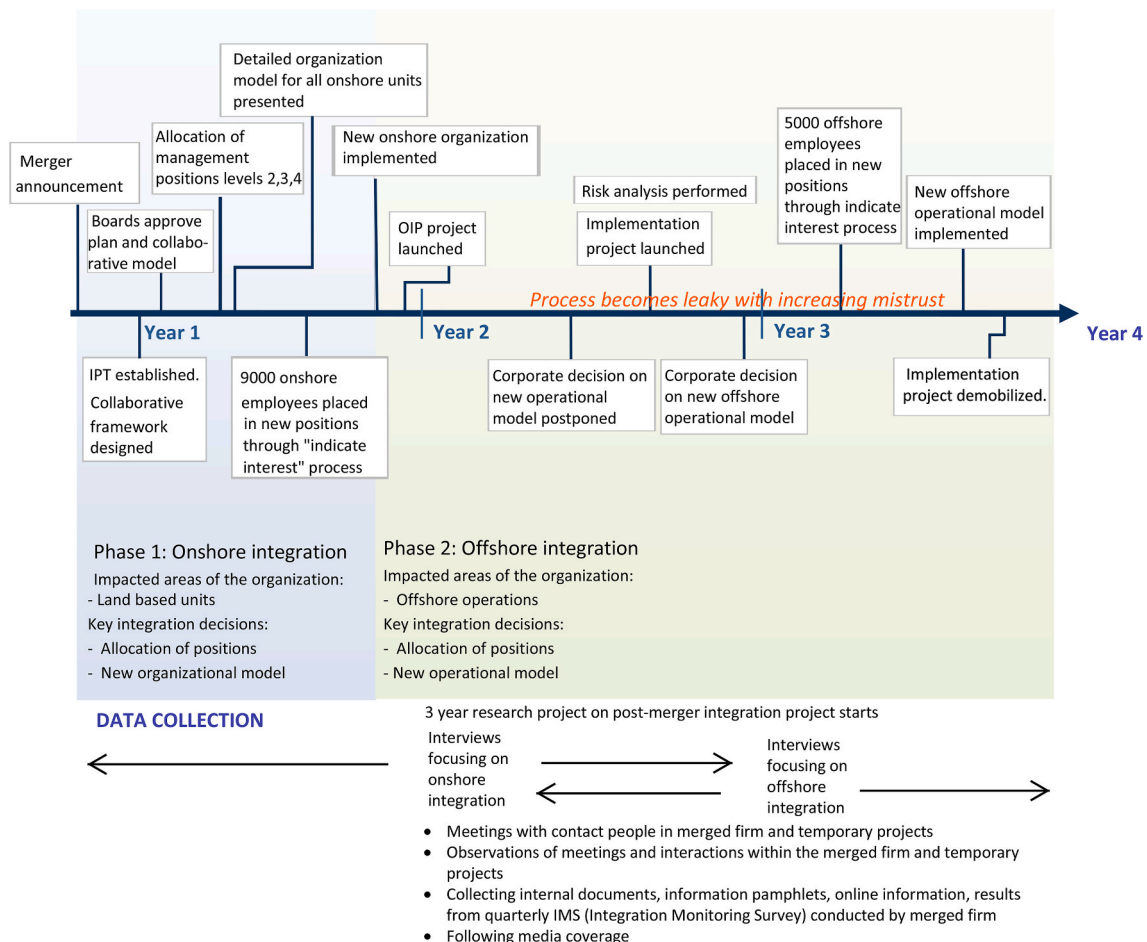 Detailed organization
model for all onshore units
presented
Allocation of
management
positions levels 2,3,4
New onshore organization
implemented
5000 offshore
employees
placed in new
positions
through indicate
interest process
Merger
announcement
Risk analysis performed
New offshore
operational model
implemented
Boards approve
plan and collabo-
rative model
OIP project
launched
Implementation
project launched
Process becomes leaky with increasing mistrust
Year 1
Year 2
Year 3
Year 4
IPT established.
Collaborative
framework
designed
9000 onshore
employees placed
in new positions
through "indicate
interest" process
Corporate decision on
new operational
model postponed
Corporate decision
on new offshore
operational model
Implementation
project demobilized.
Phase 1: Onshore integration
Impacted areas of the organization:
- Land based units
Key integration decisions:
- Allocation of positions
- New organizational model
Phase 2: Offshore integration
Impacted areas of the organization:
- Offshore operations
Key integration decisions:
- Allocation of positions
- New operational model
DATA COLLECTION
3 year research project on post-merger integration project starts
Interviews
focusing on
onshore
integration
Interviews
focusing on
offshore
integration
• Meetings with contact people in merged firm and temporary projects
• Observations of meetings and interactions within the merged firm and temporary
projects
• Collecting internal documents, information pamphlets, online information, results
from quarterly IMS (Integration Monitoring Survey) conducted by merged firm
• Following media coverage